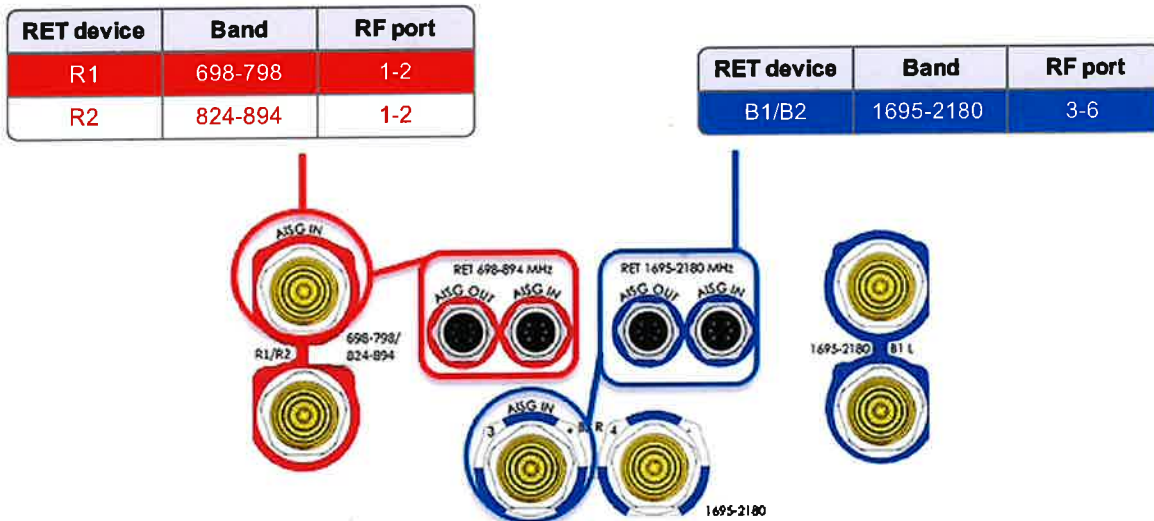 RET device Band RF port
R1 698-798 1-2
R2 824-894 1-2
RET device Band RF port
B1/B2 1695-2180 3-6
AISG IN
RET 698-894 MHz
AISG OUT AISG IN
RET 1695-2180 MHz
AISG OUT AISG IN
R1/R2
698-798/
824-894
1695-2180 B1 L
AISG IN
3 + R 4 -
1695-2180